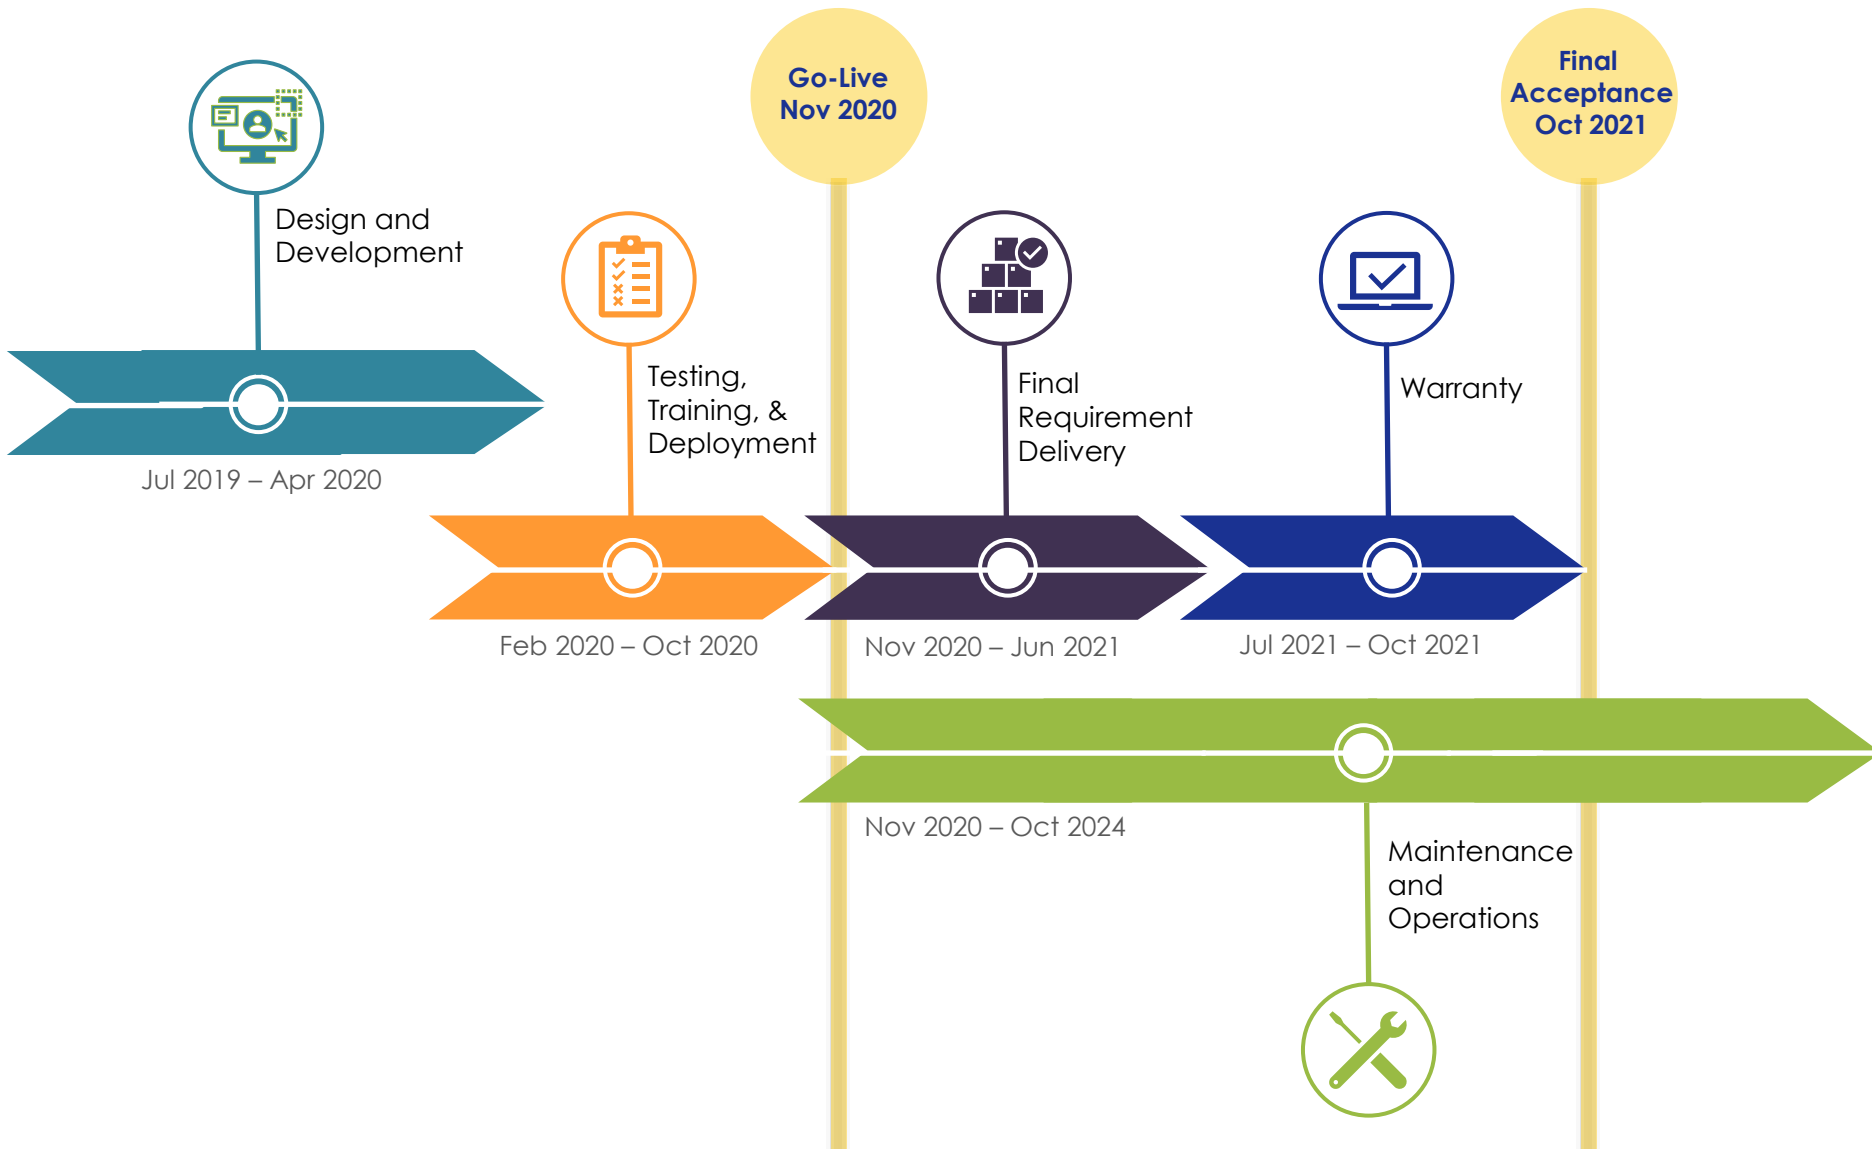 Go-Live
Nov 2020
Final
Acceptance
Oct 2021
Design and
Development
Jul 2019 – Apr 2020
Testing,
Training, &
Deployment
Feb 2020 – Oct 2020
Final
Requirement
Delivery
Nov 2020 – Jun 2021
Warranty
Jul 2021 – Oct 2021
Nov 2020 – Oct 2024
Maintenance
and
Operations